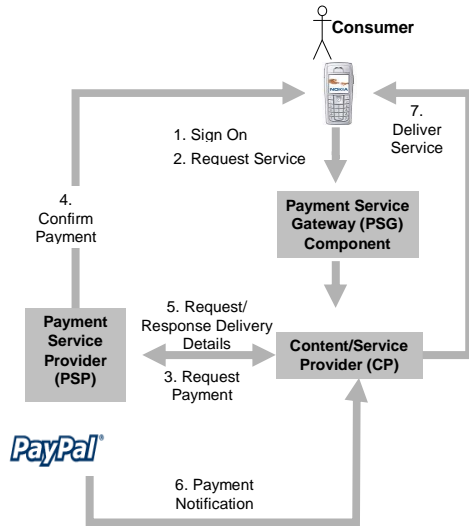 Consumer
NOKIA
7.
Deliver
Service
1. Sign On
2. Request Service
4.
Confirm
Payment
Payment Service
Gateway (PSG)
Component
5. Request/
Response Delivery
Details
Payment
Service
Provider
(PSP)
Content/Service
Provider (CP)
3. Request
Payment
PayPal®
6. Payment
Notification